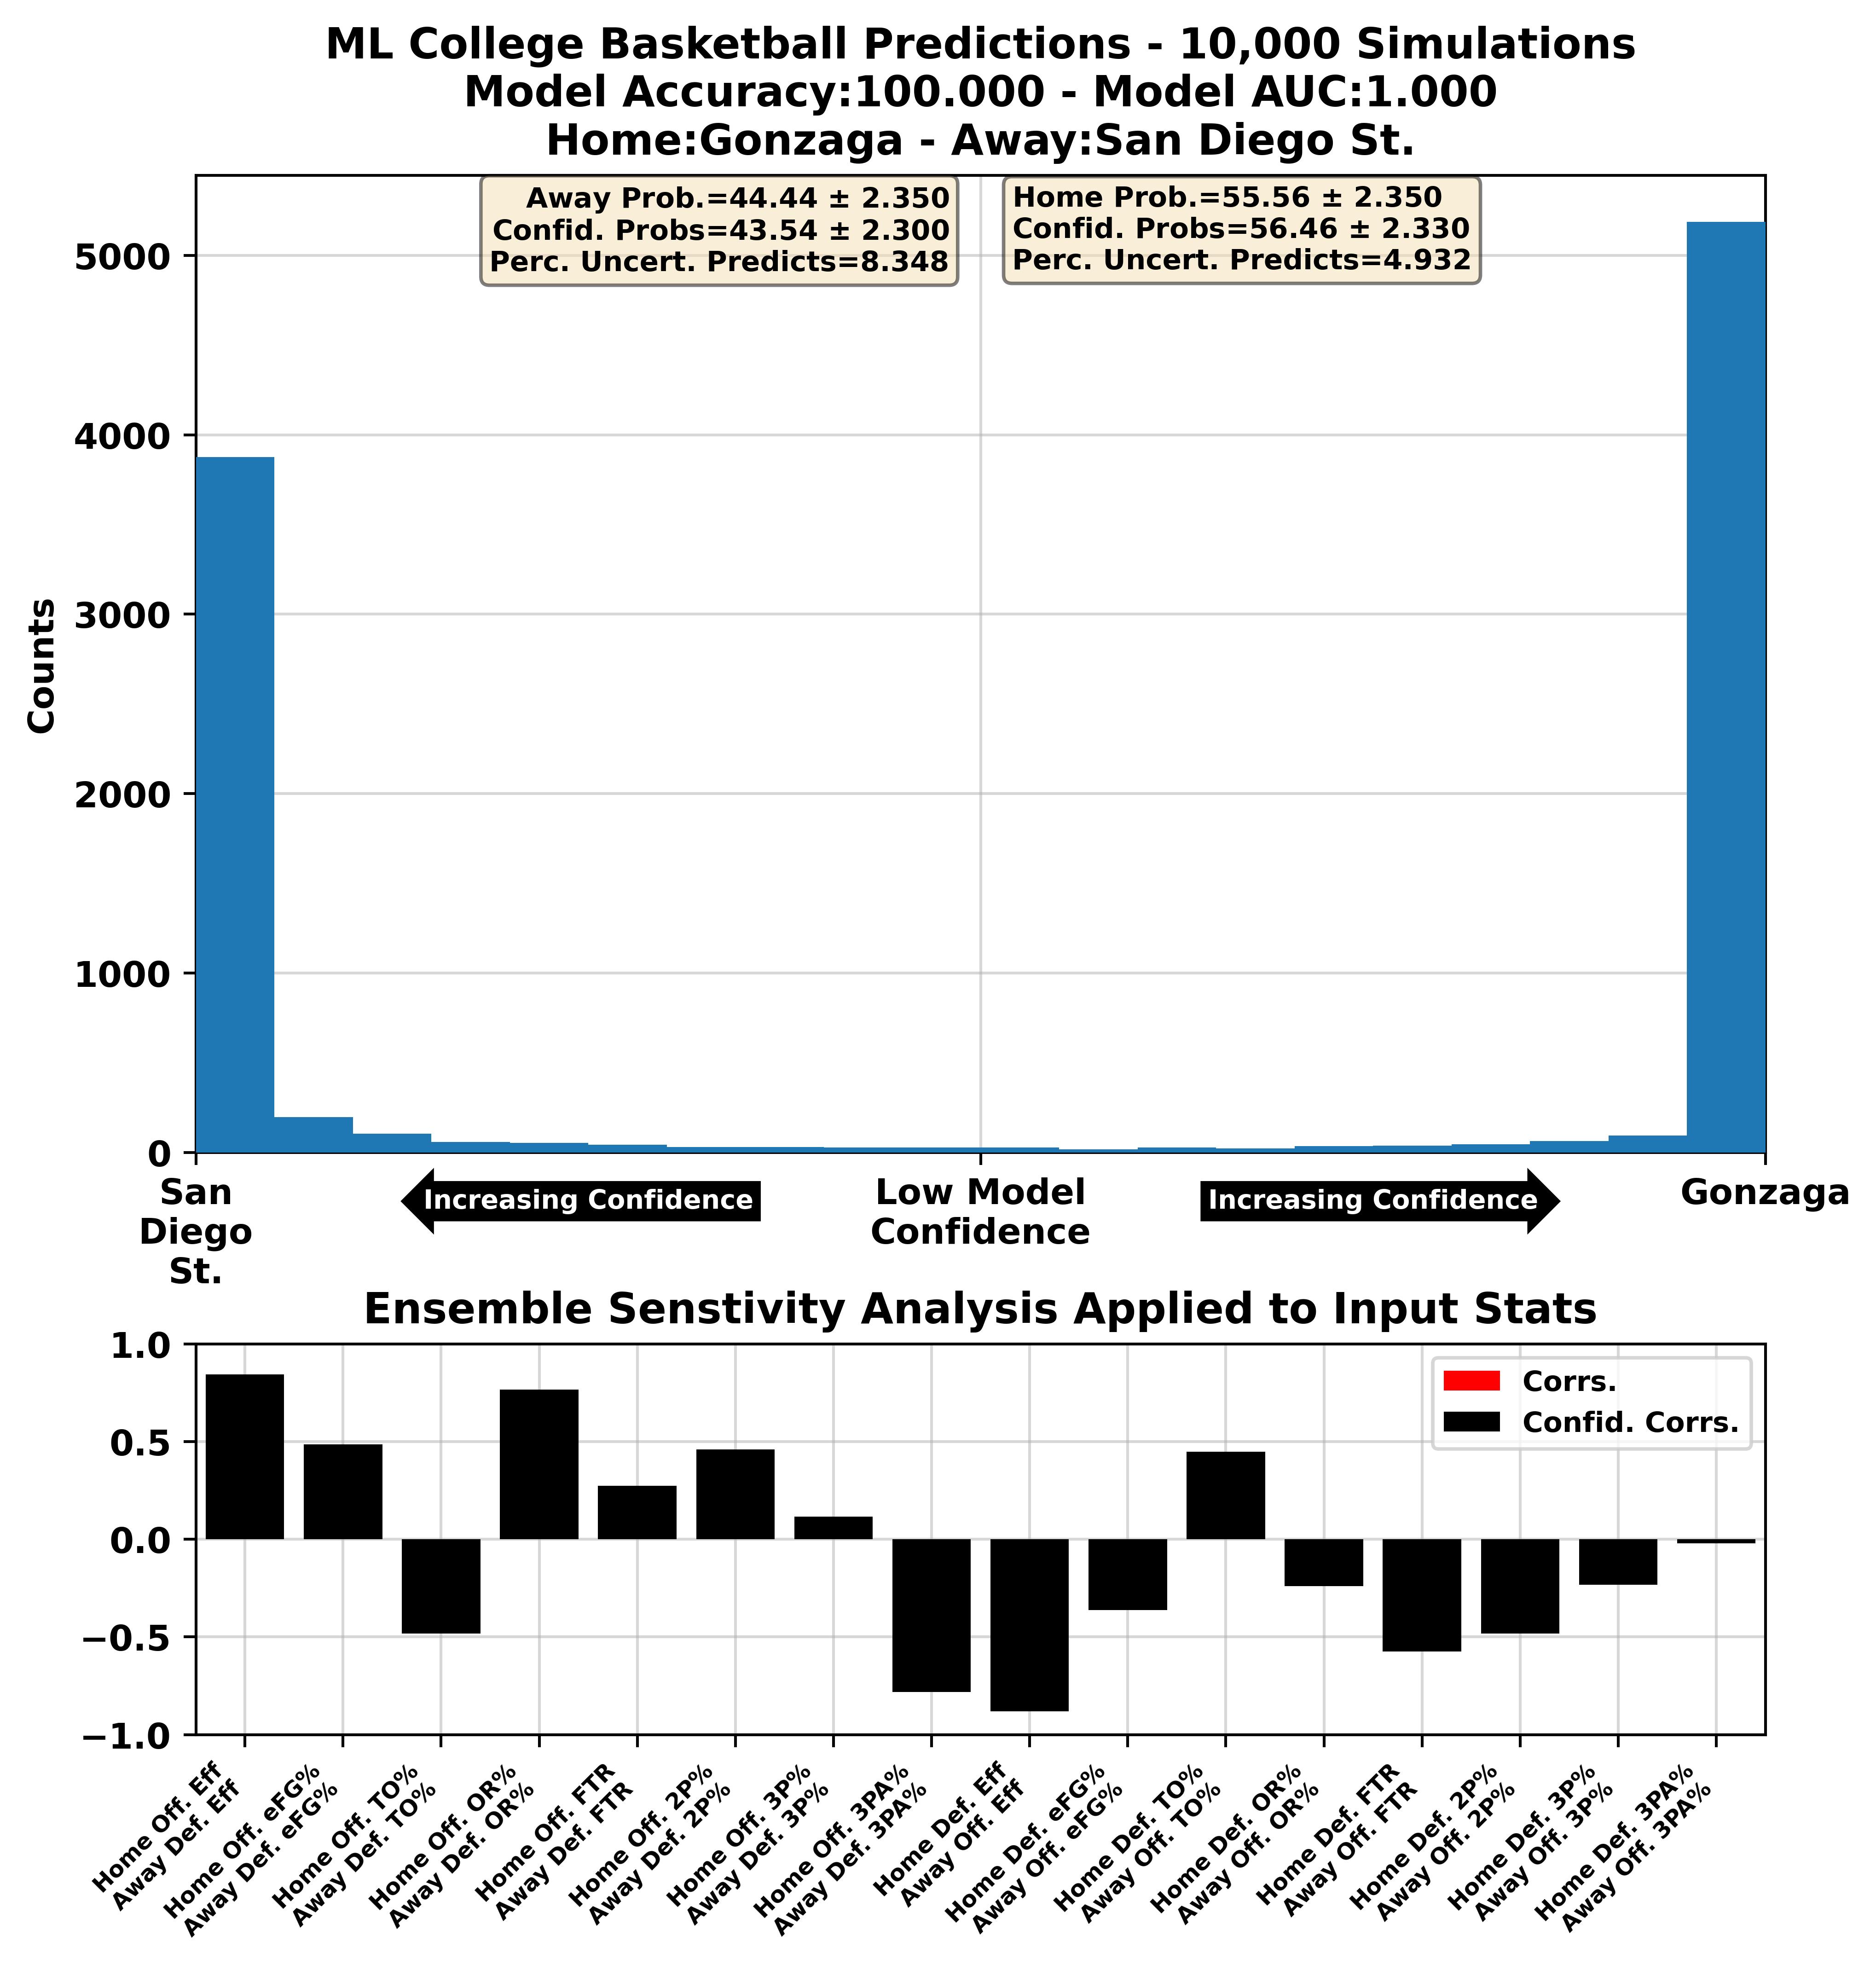 ML College Basketball Predictions - 10,000 Simulations
Model Accuracy:100.000 - Model AUC:1.000
Home:Gonzaga - Away:San Diego St.
Away Prob.=44.44 ± 2.350
Confid. Probs=43.54 ± 2.300
Perc. Uncert. Predicts=8.348
Home Prob.=55.56 ± 2.350
Confid. Probs=56.46 ± 2.330
Perc. Uncert. Predicts=4.932
Counts
5000
4000
3000
2000
1000
0
San
Diego
St.
Increasing Confidence
Low Model
Confidence
Increasing Confidence
Gonzaga
Ensemble Senstivity Analysis Applied to Input Stats
1.0
0.5
0.0
−0.5
−1.0
Corrs.
Confid. Corrs.
Home Off. Eff
Away Def. Eff
Home Off. eFG%
Away Def. eFG%
Home Off. TO%
Away Def. TO%
Home Off. OR%
Away Def. OR%
Home Off. FTR
Away Def. FTR
Home Off. 2P%
Away Def. 2P%
Home Off. 3P%
Away Def. 3P%
Home Off. 3PA%
Away Def. 3PA%
Home Def. Eff
Away Off. Eff
Home Def. eFG%
Away Off. eFG%
Home Def. TO%
Away Off. TO%
Home Def. OR%
Away Off. OR%
Home Def. FTR
Away Off. FTR
Home Def. 2P%
Away Off. 2P%
Home Def. 3P%
Away Off. 3P%
Home Def. 3PA%
Away Off. 3PA%